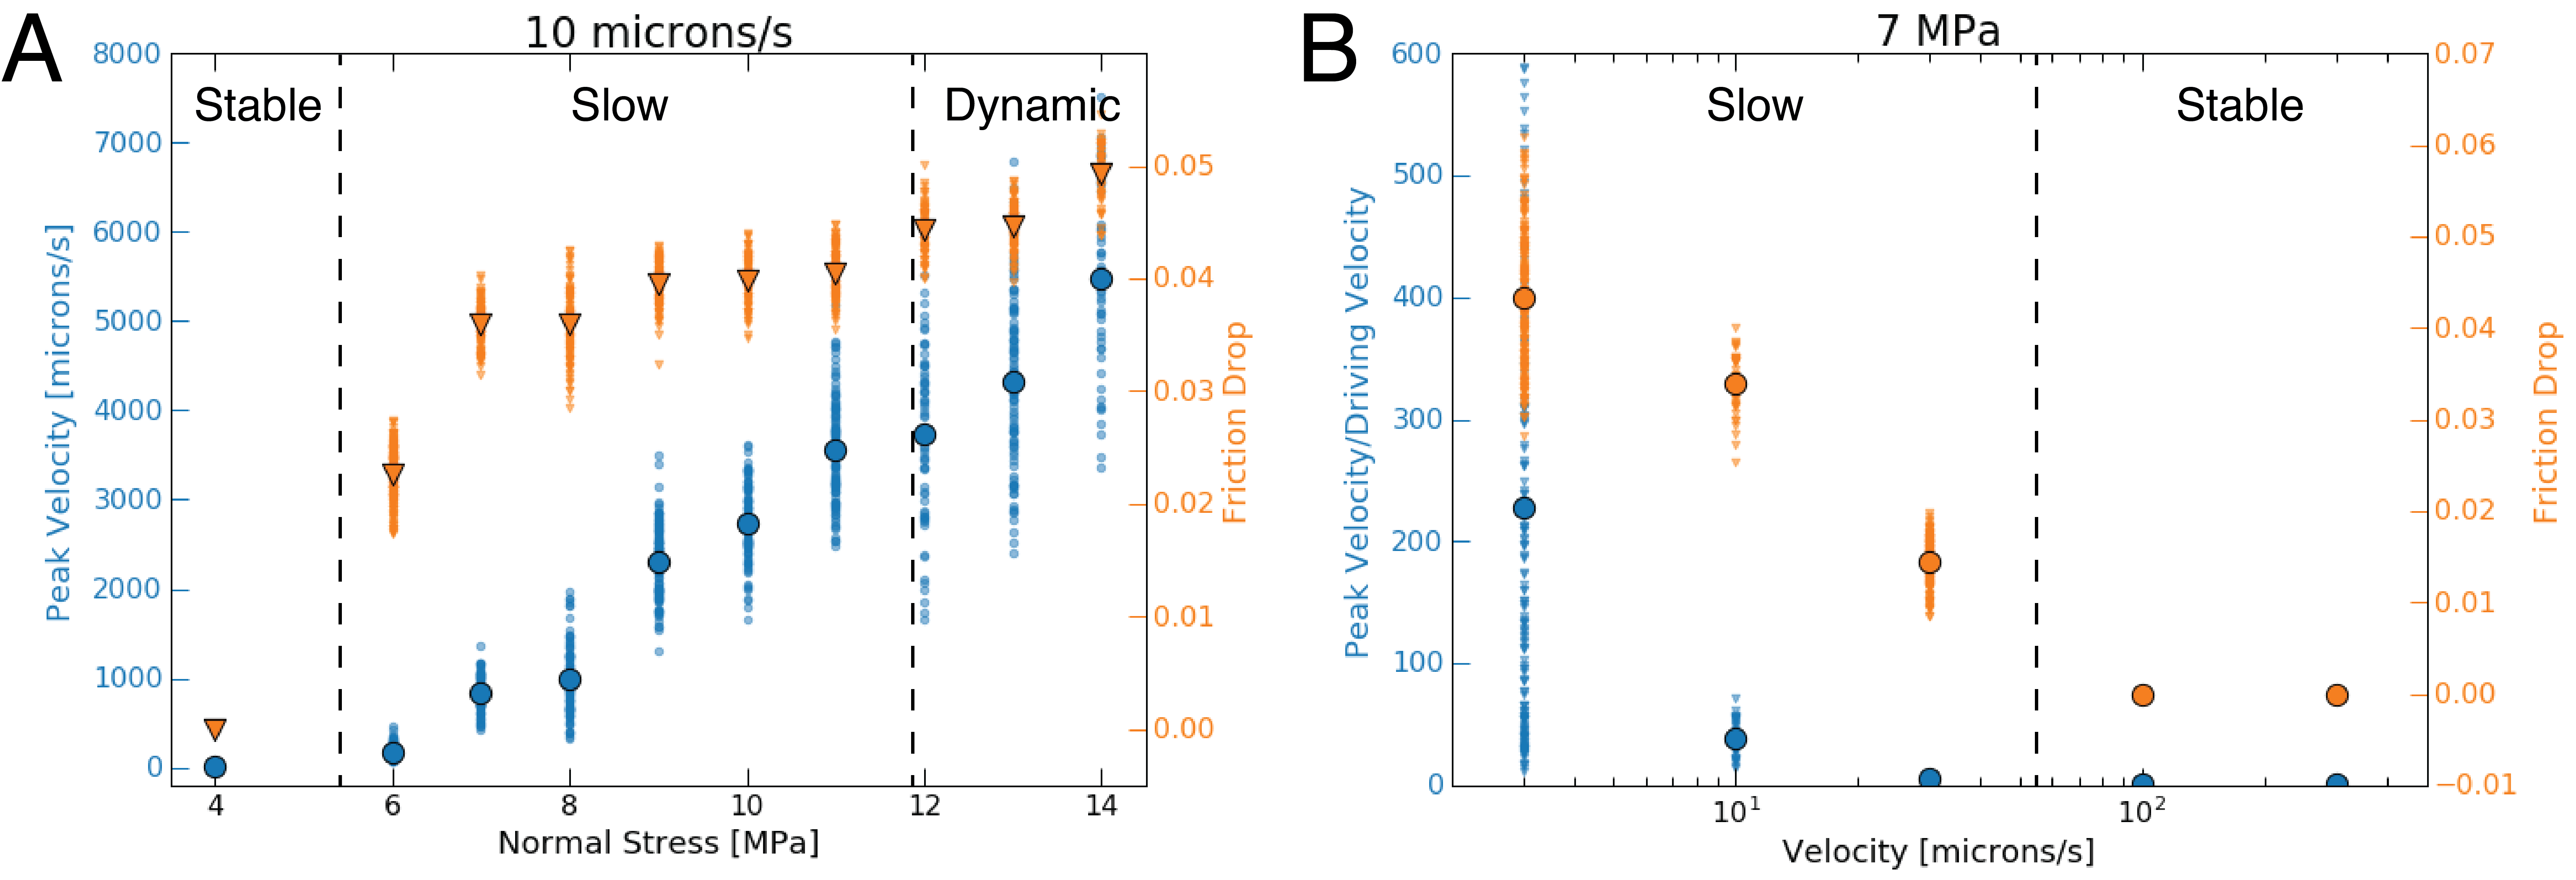 A
10 microns/s
Stable
Slow
Dynamic
8000
7000
6000
5000
4000
3000
2000
1000
0
Peak Velocity [microns/s]
0.05
0.04
0.03
0.02
0.01
0.00
Friction Drop
4
6
8
10
12
14
Normal Stress [MPa]
B
7 MPa
Slow
Stable
600
500
400
300
200
100
0
Peak Velocity/Driving Velocity
0.07
0.06
0.05
0.04
0.03
0.02
0.01
0.00
−0.01
Friction Drop
10¹
10²
Velocity [microns/s]